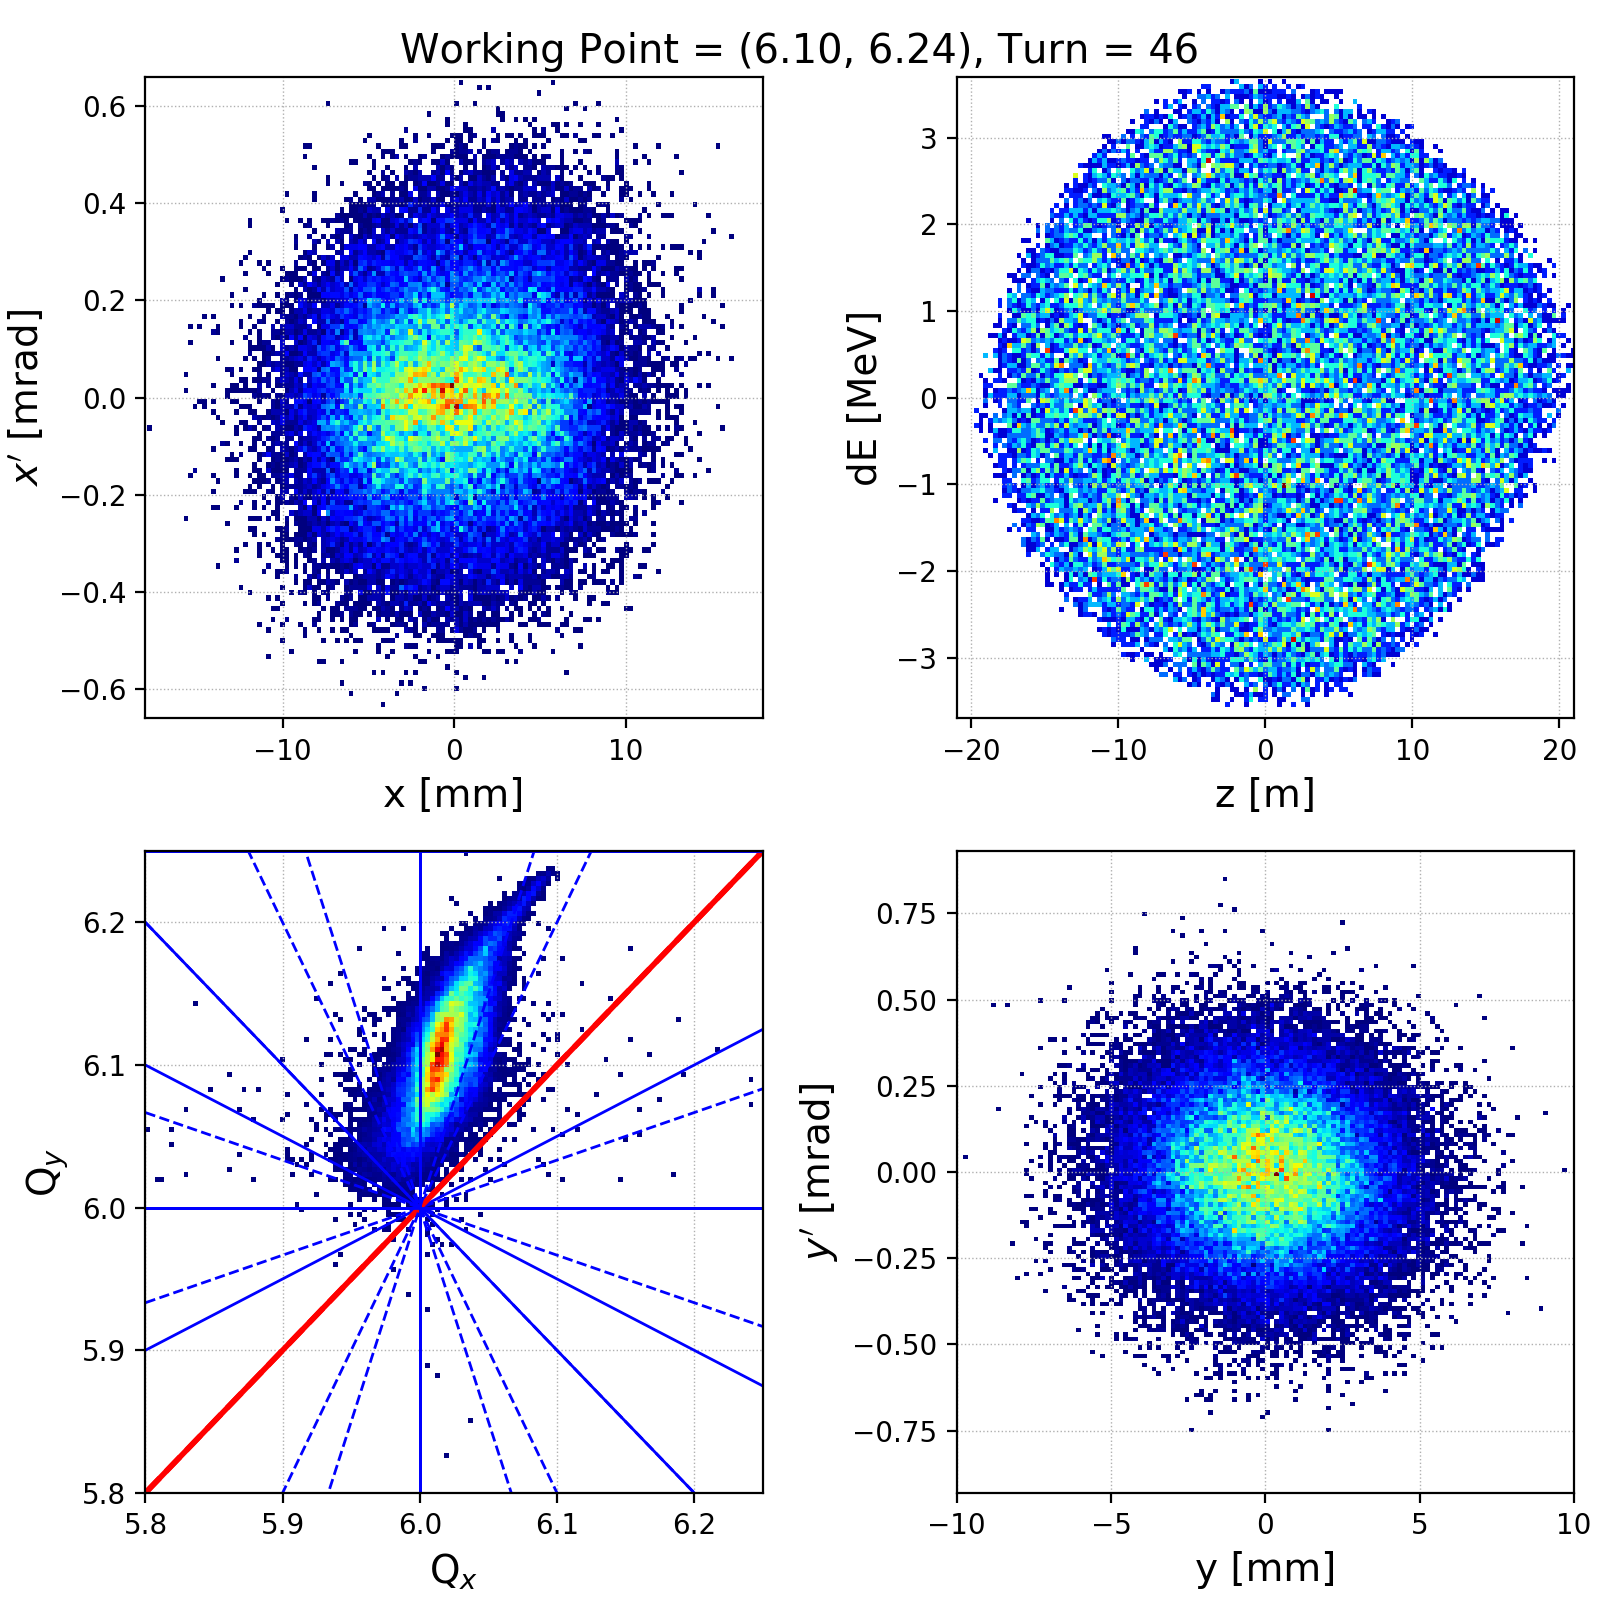 Working Point = (6.10, 6.24), Turn = 46
0.6
0.4
0.2
0.0
−0.2
−0.4
−0.6
x′ [mrad]
−10 0 10
x [mm]
3
2
1
0
−1
−2
−3
dE [MeV]
−20 −10 0 10 20
z [m]
6.2
6.1
6.0
5.9
5.8
Qy
5.8 5.9 6.0 6.1 6.2
Qx
0.75
0.50
0.25
0.00
−0.25
−0.50
−0.75
y′ [mrad]
−10 −5 0 5 10
y [mm]